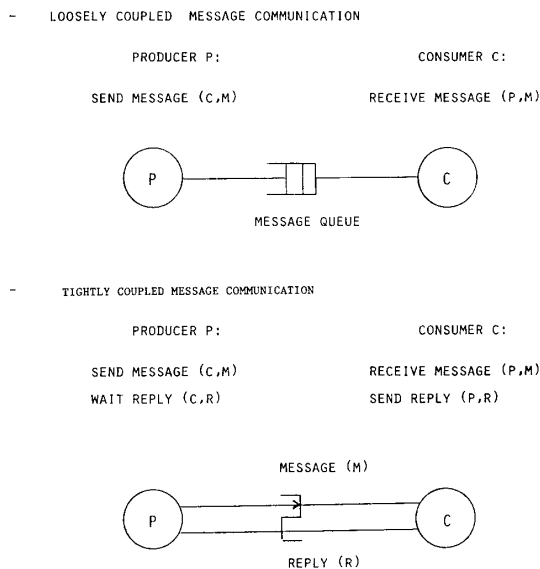 - LOOSELY COUPLED MESSAGE COMMUNICATION
PRODUCER P: CONSUMER C:
SEND MESSAGE (C,M) RECEIVE MESSAGE (P,M)
P C
MESSAGE QUEUE
- TIGHTLY COUPLED MESSAGE COMMUNICATION
PRODUCER P: CONSUMER C:
SEND MESSAGE (C,M) RECEIVE MESSAGE (P,M)
WAIT REPLY (C,R) SEND REPLY (P,R)
MESSAGE (M)
P C
REPLY (R)